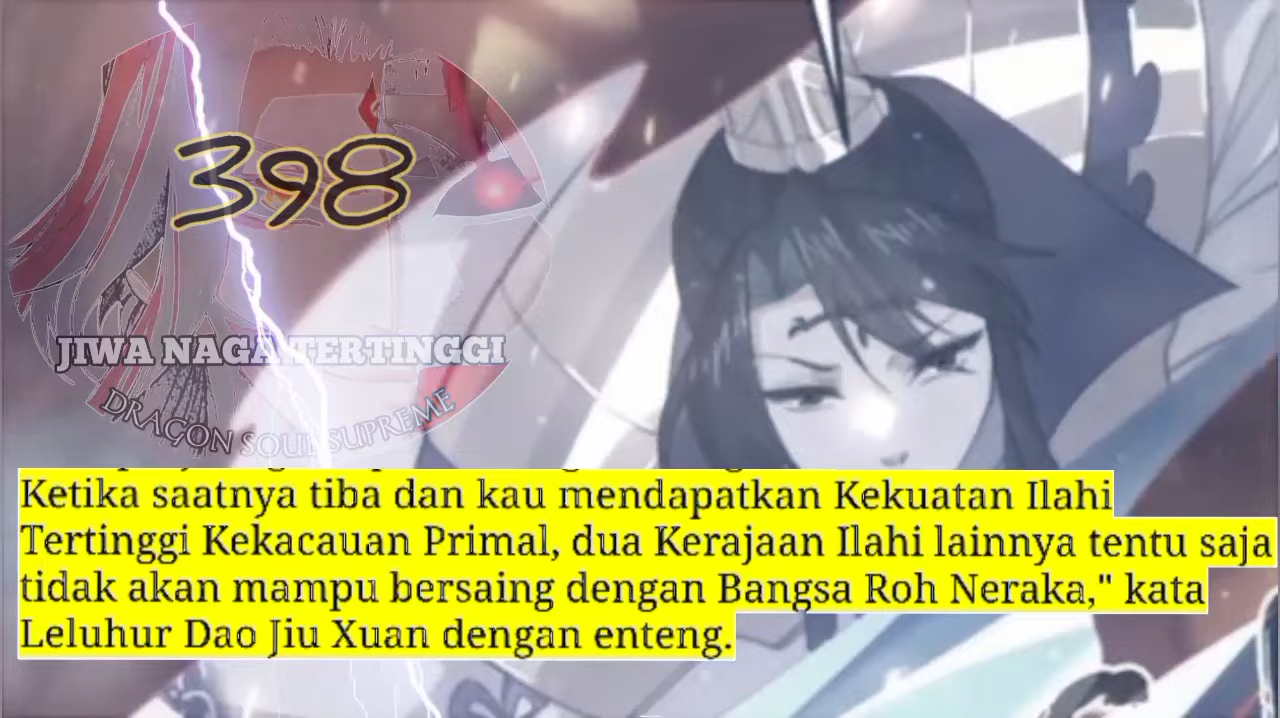 398
JIWA NAGA TERTINGGI
DRAGON SOUL SUPREME
Ketika saatnya tiba dan kau mendapatkan Kekuatan Ilahi
Tertinggi Kekacauan Primal, dua Kerajaan Ilahi lainnya tentu saja
tidak akan mampu bersaing dengan Bangsa Roh Neraka," kata
Leluhur Dao Jiu Xuan dengan enteng.